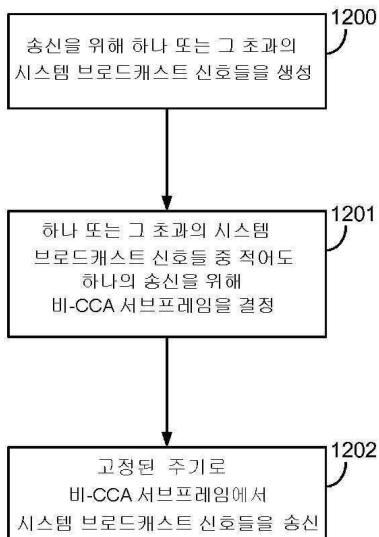 1200
송신을 위해 하나 또는 그 초과의
시스템 브로드캐스트 신호들을 생성
1201
하나 또는 그 초과의 시스템
브로드캐스트 신호들 중 적어도
하나의 송신을 위해
비-CCA 서브프레임을 결정
1202
고정된 주기로
비-CCA 서브프레임에서
시스템 브로드캐스트 신호들을 송신